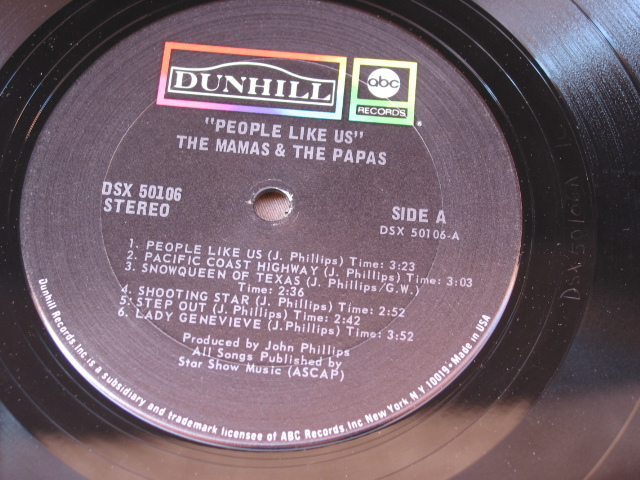 DUNHILL
abc
RECORDS
"PEOPLE LIKE US"
THE MAMAS & THE PAPAS
DSX 50106
STEREO
SIDE A
DSX 50106-A
1. PEOPLE LIKE US (J. Phillips) Time: 3:23
2. PACIFIC COAST HIGHWAY (J. Phillips) Time: 3:03
3. SNOWQUEEN OF TEXAS (J. Phillips/G.W.)
Time: 2:36
4. SHOOTING STAR (J. Phillips) Time: 2:52
5. STEP OUT (J. Phillips) Time: 2:42
6. LADY GENEVIEVE (J.Phillips) Time: 3:52
Produced by John Phillips
All Songs Published by
Star Show Music (ASCAP)
Dunhill Records, Inc. is a subsidiary and trademark licensee of ABC Records, Inc New York, N.Y. 10019 • Made in USA